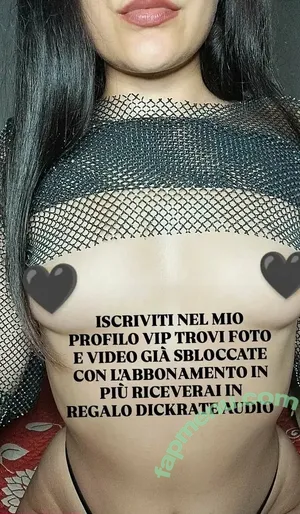 ISCRIVITI NEL MIO
PROFILO VIP TROVI FOTO
E VIDEO GIÀ SBLOCCATE
CON L'ABBONAMENTO IN
PIÙ RICEVERAI IN
REGALO DICKRATE AUDIO